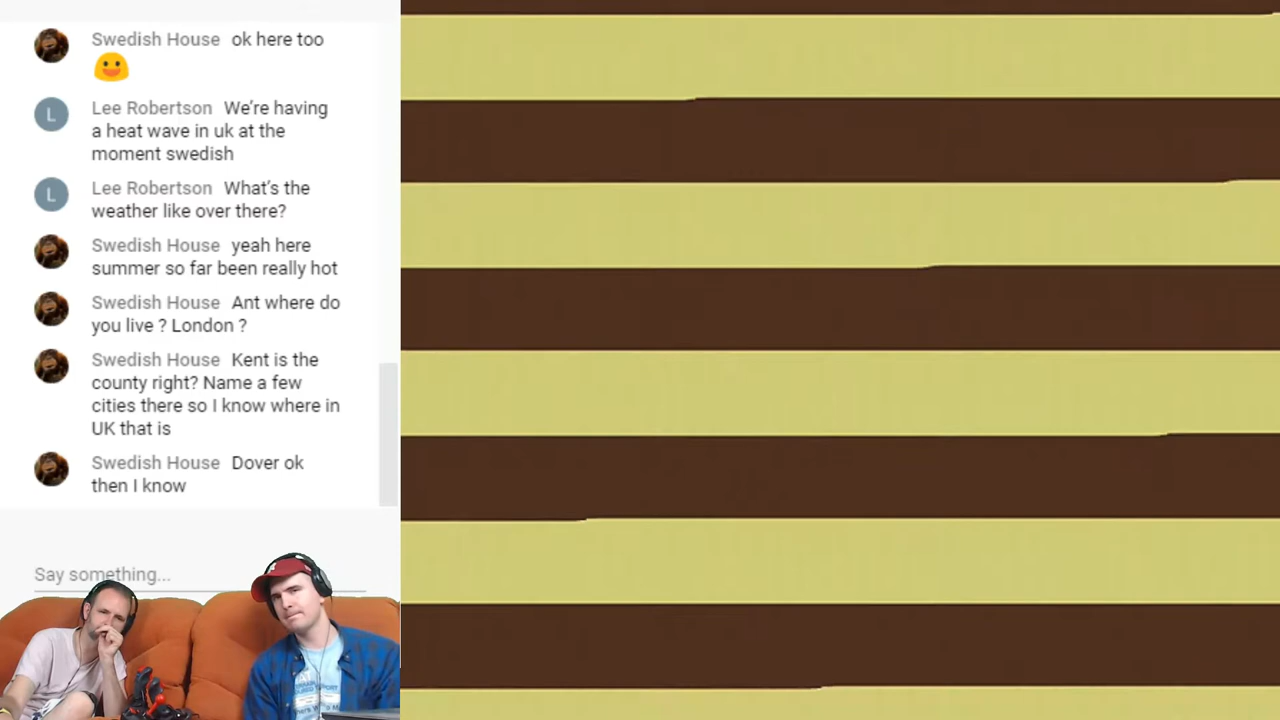 Swedish House ok here too
Lee Robertson We’re having
a heat wave in uk at the
moment swedish
Lee Robertson What’s the
weather like over there?
Swedish House yeah here
summer so far been really hot
Swedish House Ant where do
you live ? London ?
Swedish House Kent is the
county right? Name a few
cities there so I know where in
UK that is
Swedish House Dover ok
then I know
Say something...